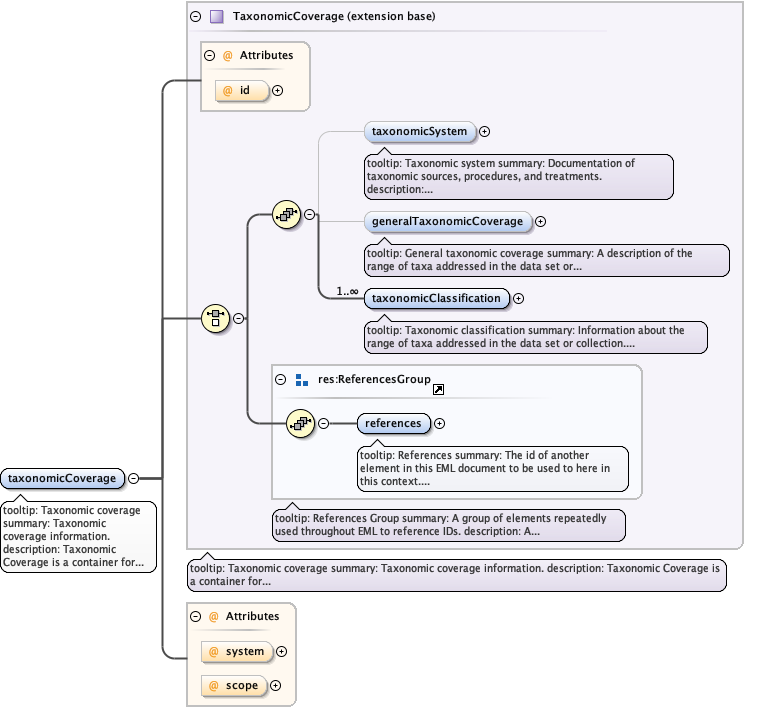 TaxonomicCoverage (extension base)
@ Attributes
@ id
taxonomicSystem
tooltip: Taxonomic system summary: Documentation of
taxonomic sources, procedures, and treatments.
description:...
generalTaxonomicCoverage
tooltip: General taxonomic coverage summary: A description of the
range of taxa addressed in the data set or...
1..∞
taxonomicClassification
tooltip: Taxonomic classification summary: Information about the
range of taxa addressed in the data set or collection....
res:ReferencesGroup
references
tooltip: References summary: The id of another
element in this EML document to be used to here in
this context....
tooltip: References Group summary: A group of elements repeatedly
used throughout EML to reference IDs. description: A...
taxonomicCoverage
tooltip: Taxonomic coverage
summary: Taxonomic
coverage information.
description: Taxonomic
Coverage is a container for...
tooltip: Taxonomic coverage summary: Taxonomic coverage information. description: Taxonomic Coverage is
a container for...
@ Attributes
@ system
@ scope